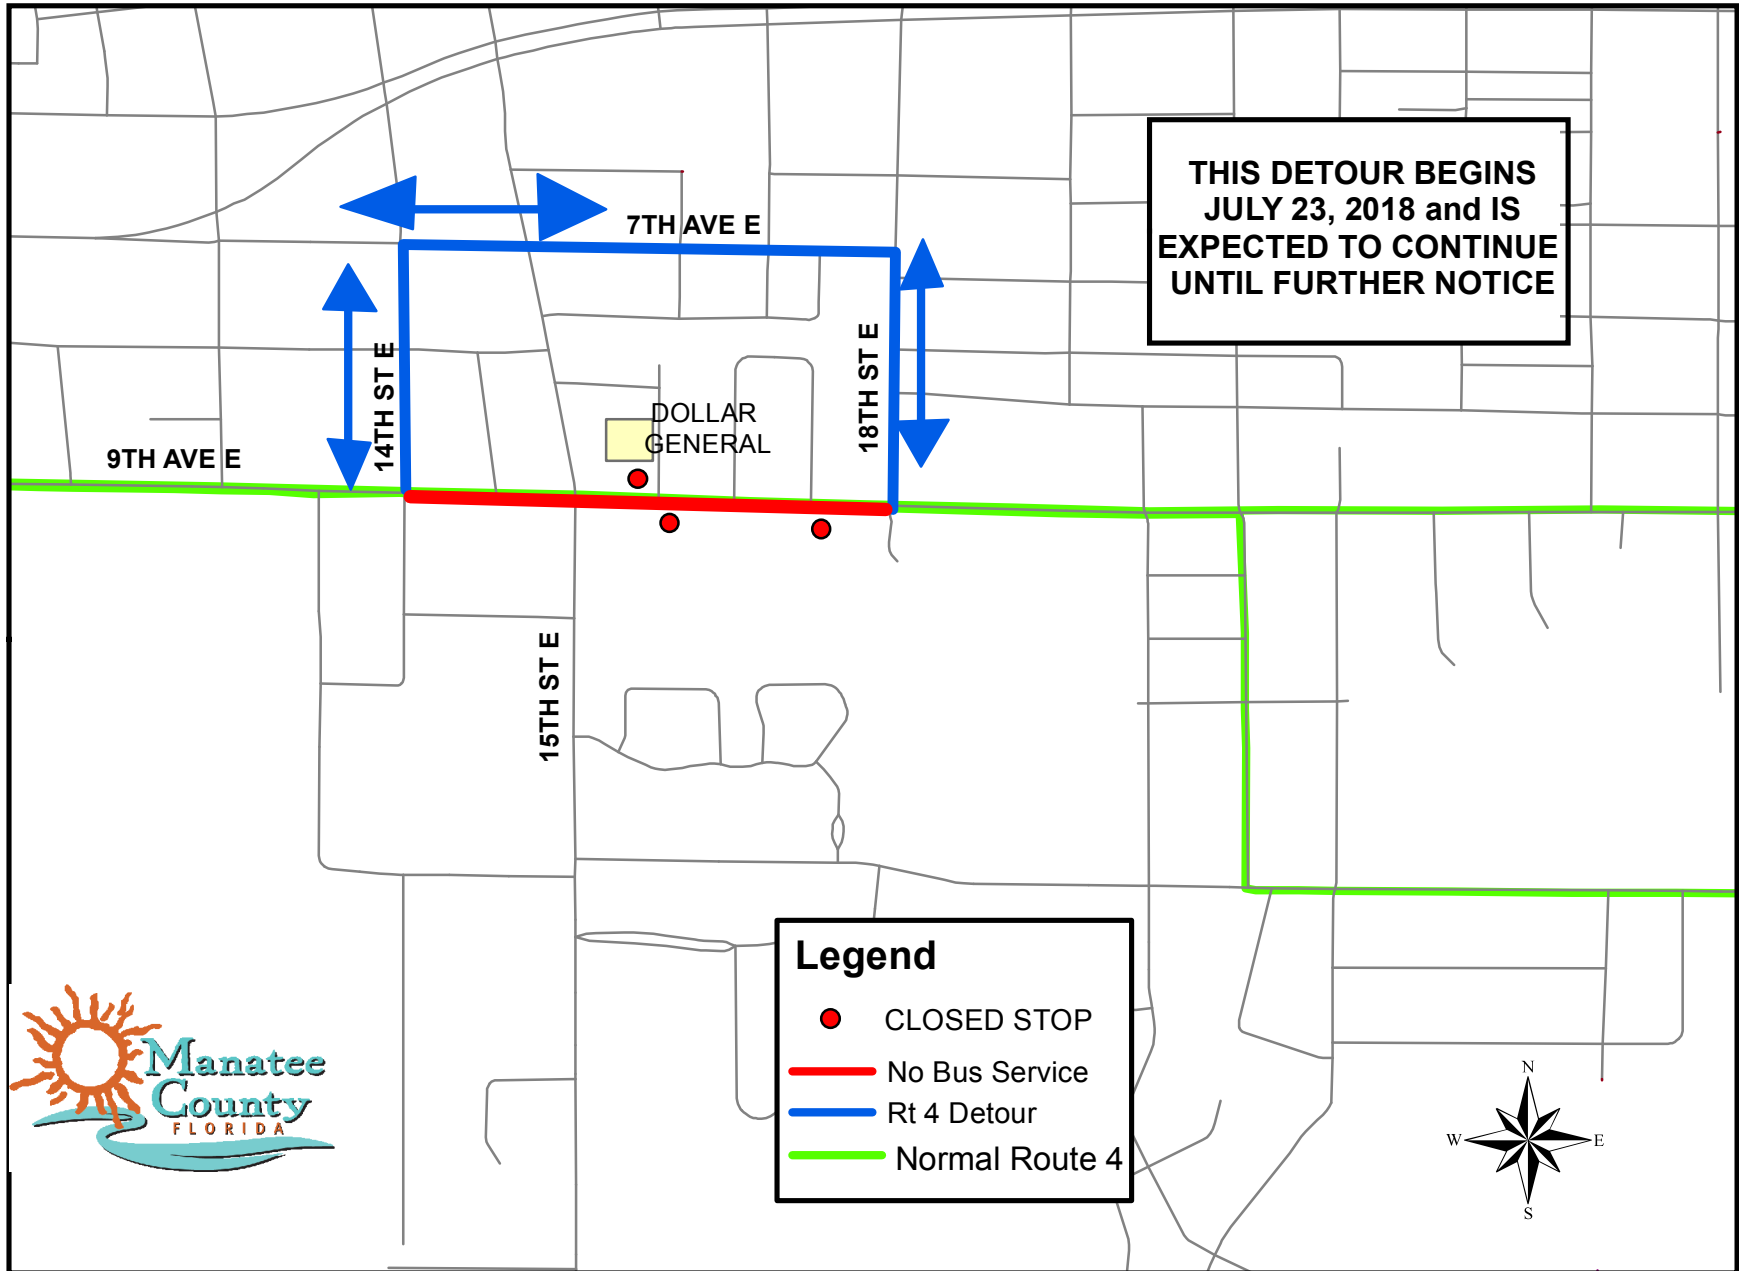 THIS DETOUR BEGINS
JULY 23, 2018 and IS
EXPECTED TO CONTINUE
UNTIL FURTHER NOTICE
7TH AVE E
14TH ST E
18TH ST E
DOLLAR
GENERAL
9TH AVE E
15TH ST E
Legend
CLOSED STOP
No Bus Service
Rt 4 Detour
Normal Route 4
Manatee
County
FLORIDA
N
W
E
S